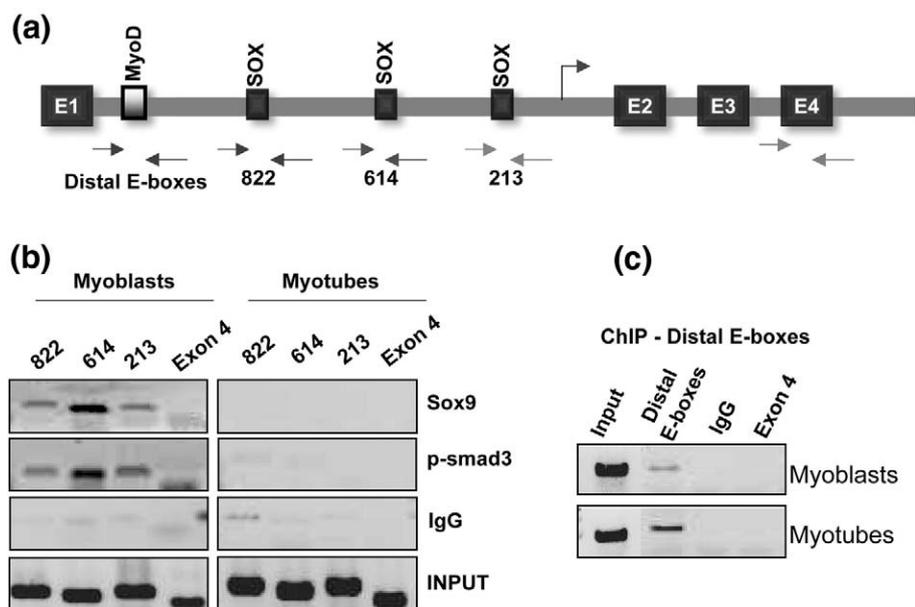 (a)
MyoD
SOX
SOX
SOX
E1
E2
E3
E4
Distal E-boxes
822
614
213
(b)
Myoblasts
Myotubes
822
614
213
Exon 4
822
614
213
Exon 4
Sox9
p-smad3
IgG
INPUT
(c)
ChIP - Distal E-boxes
Input
Distal
E-boxes
IgG
Exon 4
Myoblasts
Myotubes